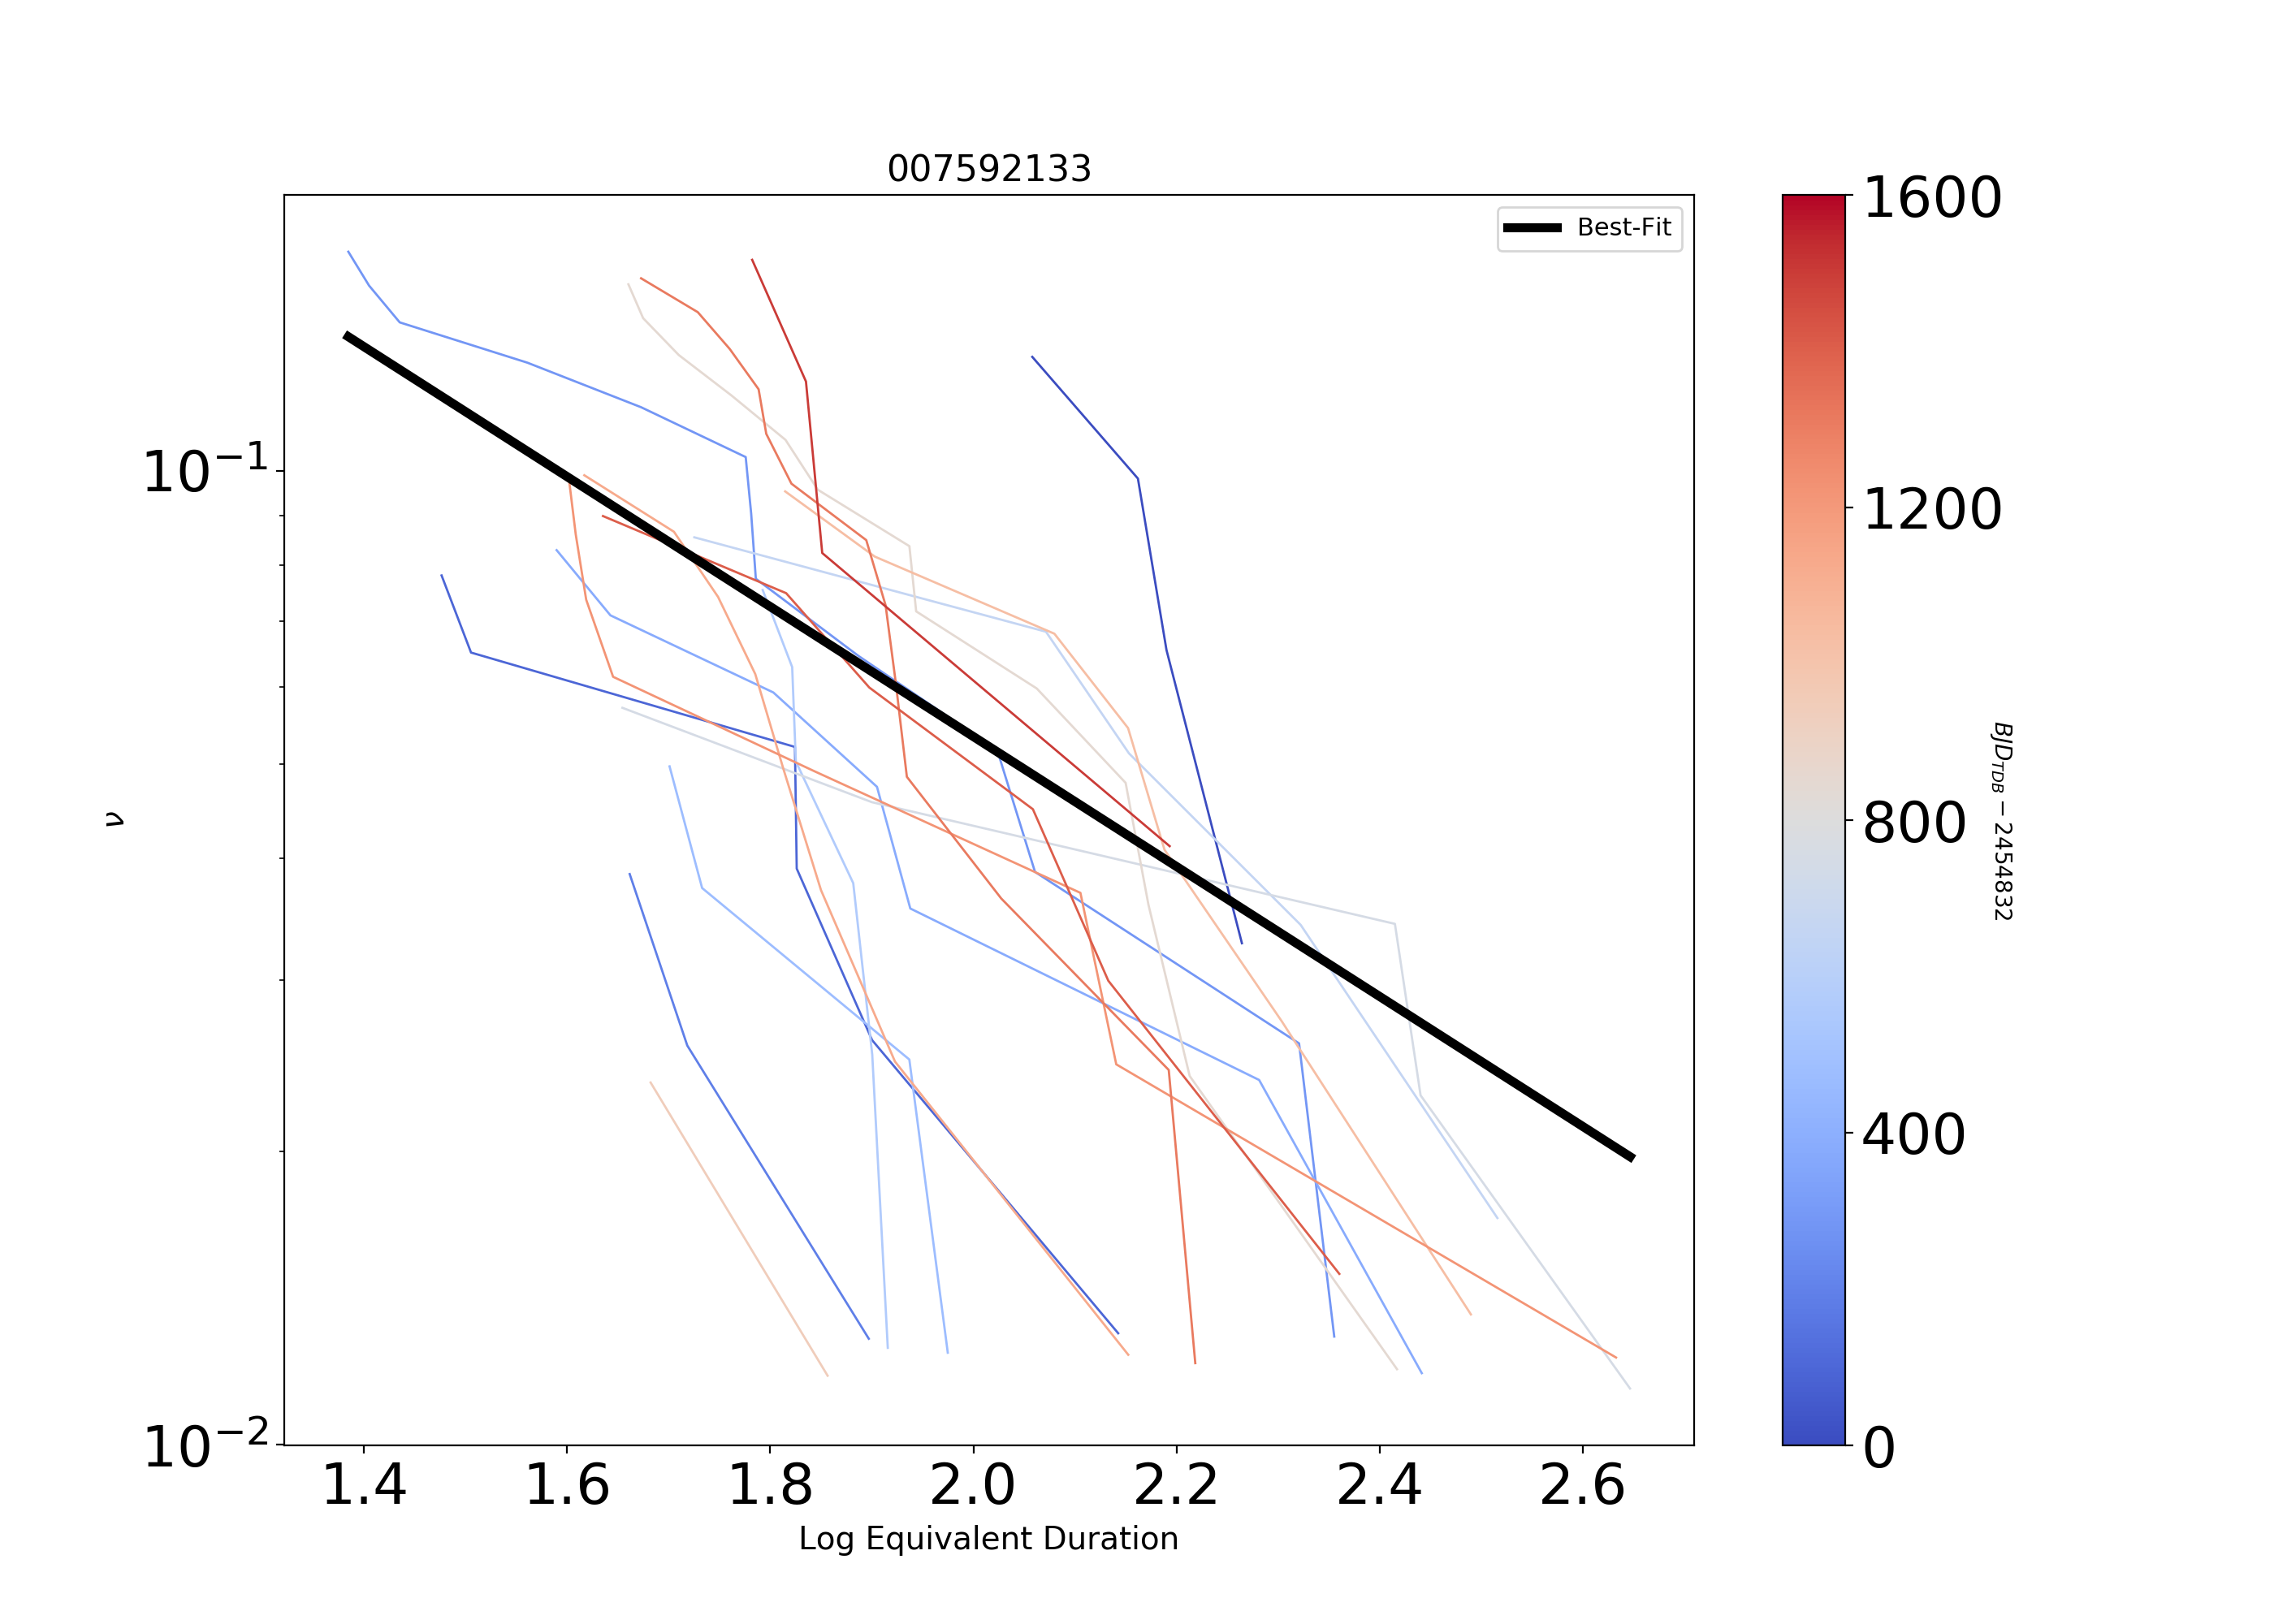 007592133
Best-Fit
10⁻¹
10⁻²
ν
1.4 1.6 1.8 2.0 2.2 2.4 2.6
Log Equivalent Duration
1600
1200
800
400
0
BJD_TDB − 2454832